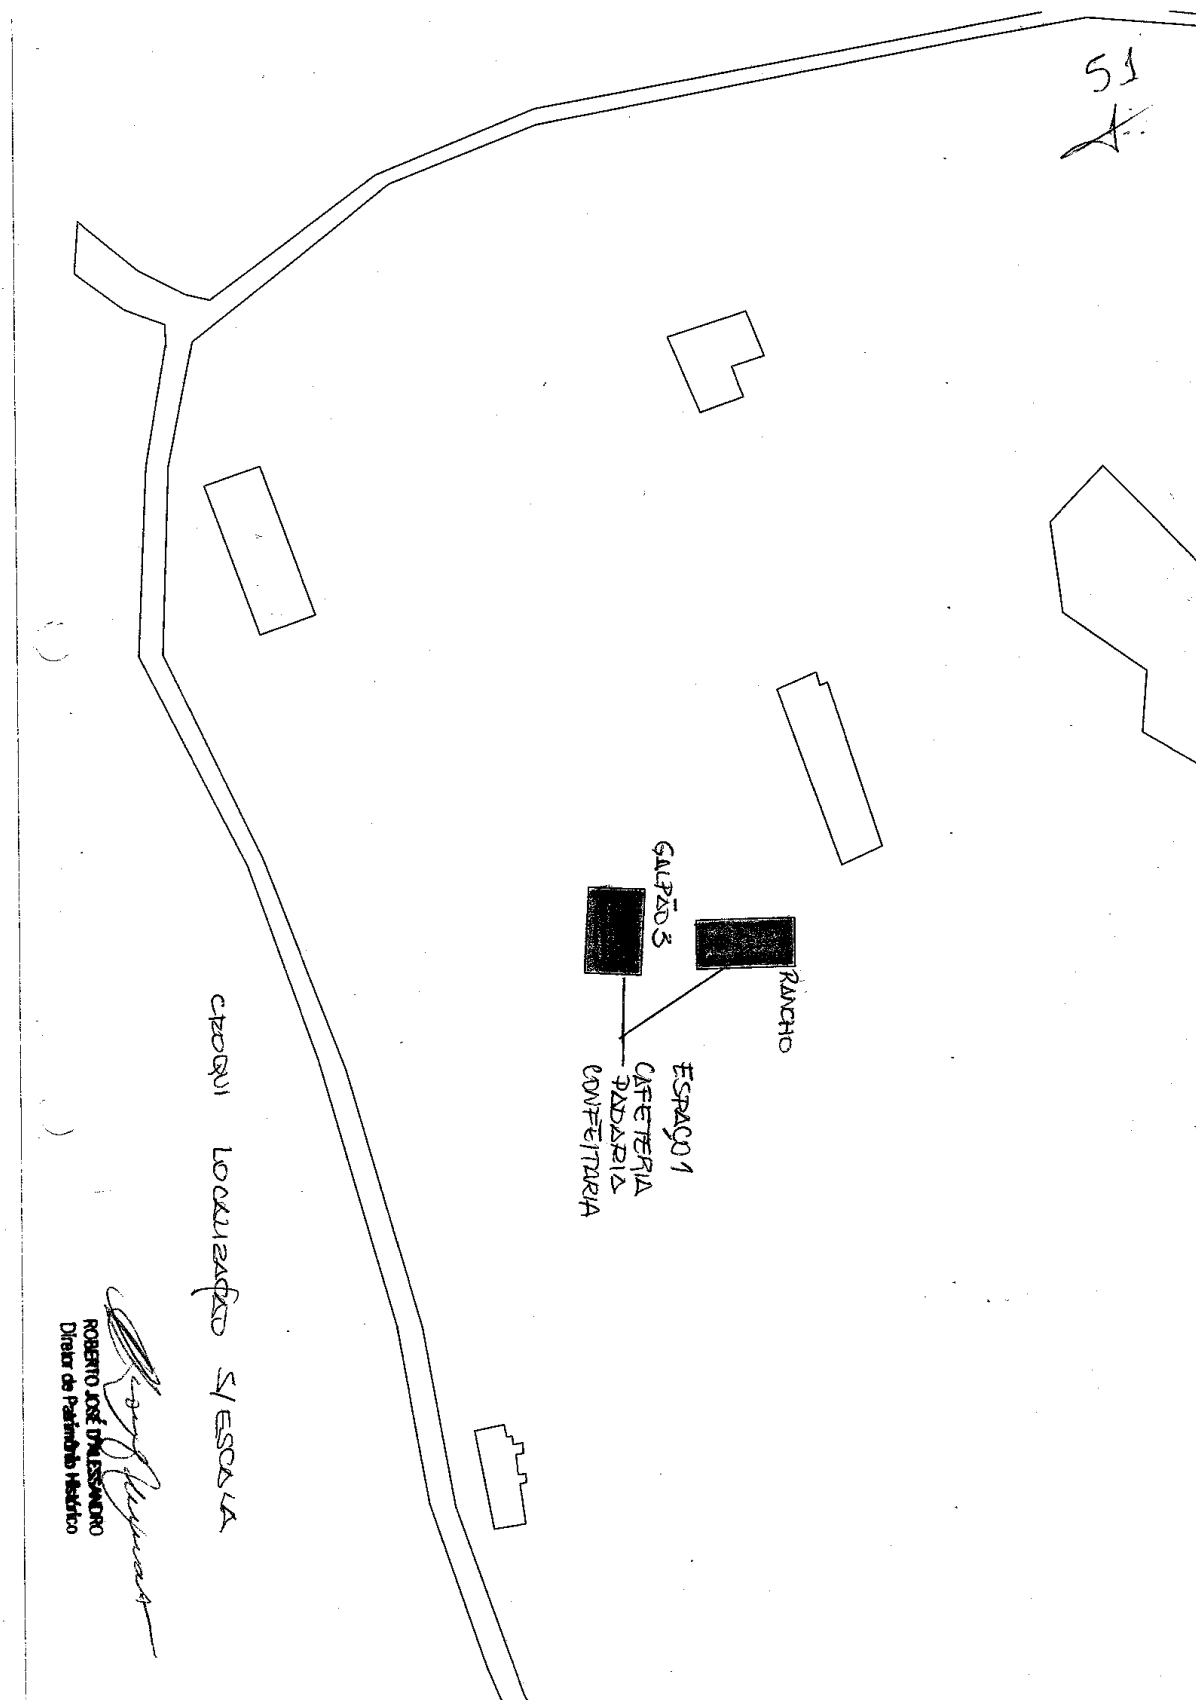 51
GALPÃO 3
RANCHO
ESPAÇO 1
CAFETERIA
PADARIA
CONFEITARIA
CROQUI LOCALIZAÇÃO S/ESCALA
ROBERTO JOSÉ D'ALESSANDRO
Diretor de Patrimônio Histórico